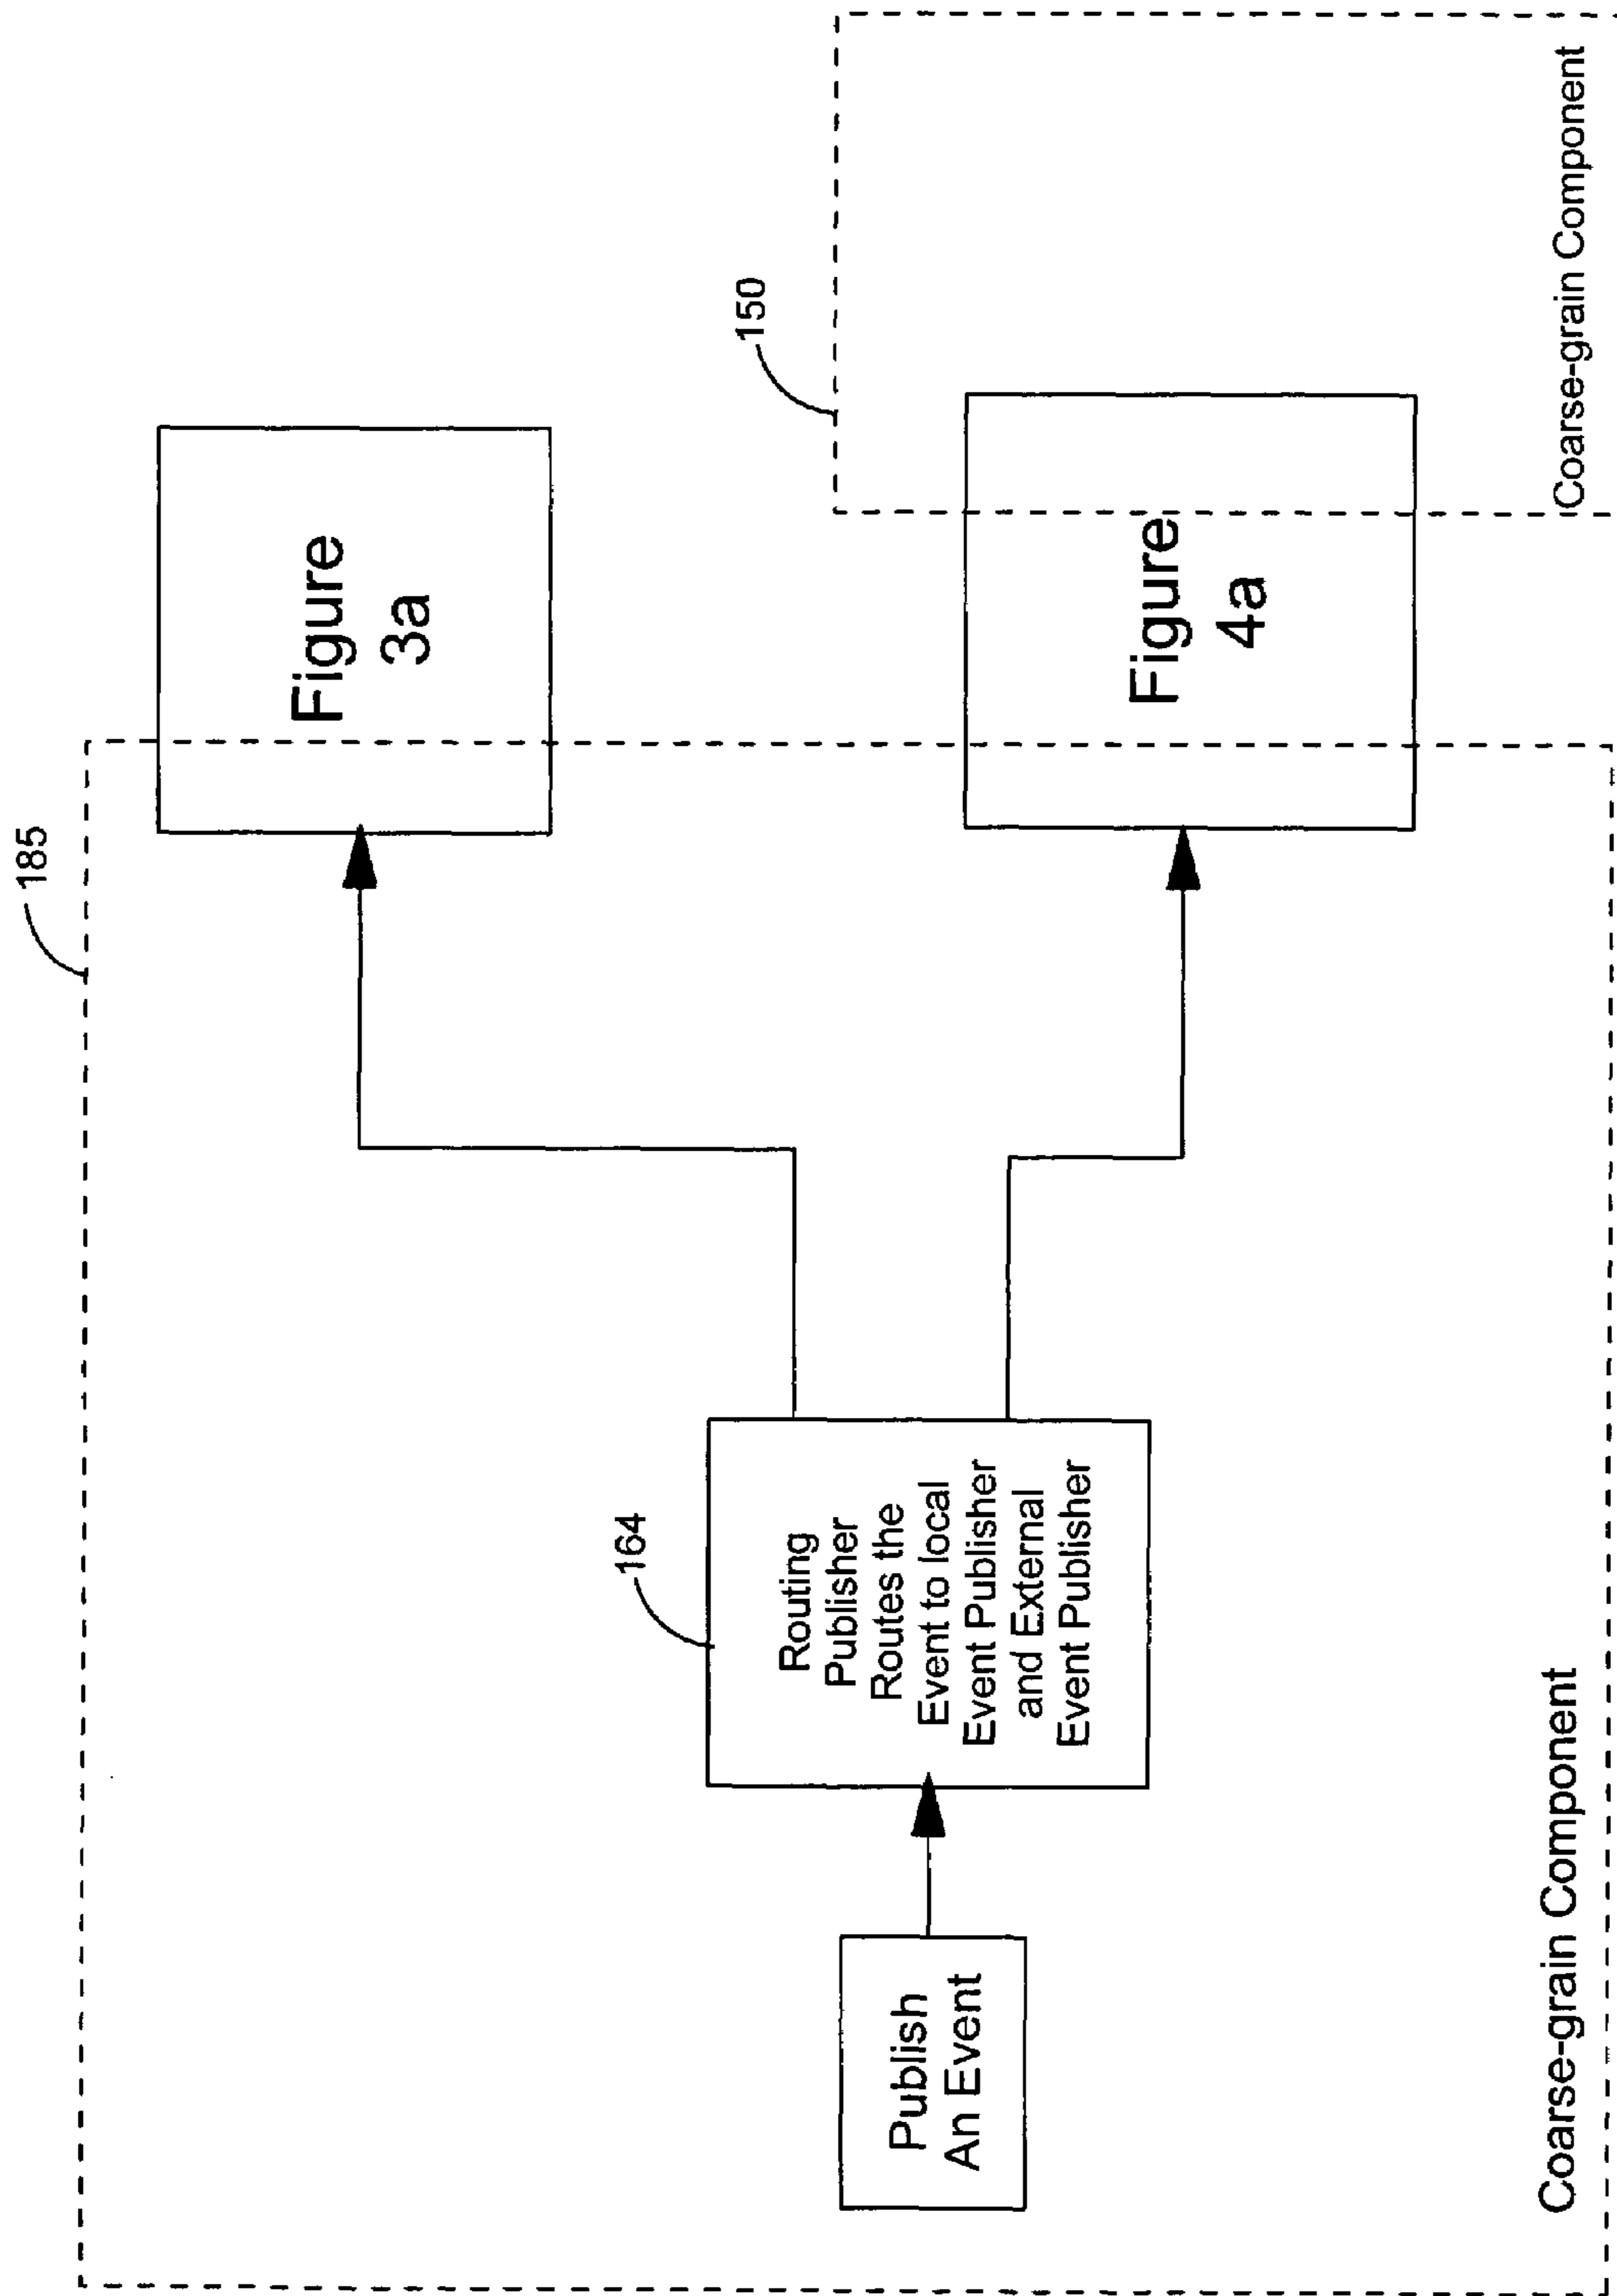 185
Figure
3a
150
164
Routing
Publisher
Routes the
Event to local
Event Publisher
and External
Event Publisher
Publish
An Event
Figure
4a
Coarse-grain Component
Coarse-grain Component